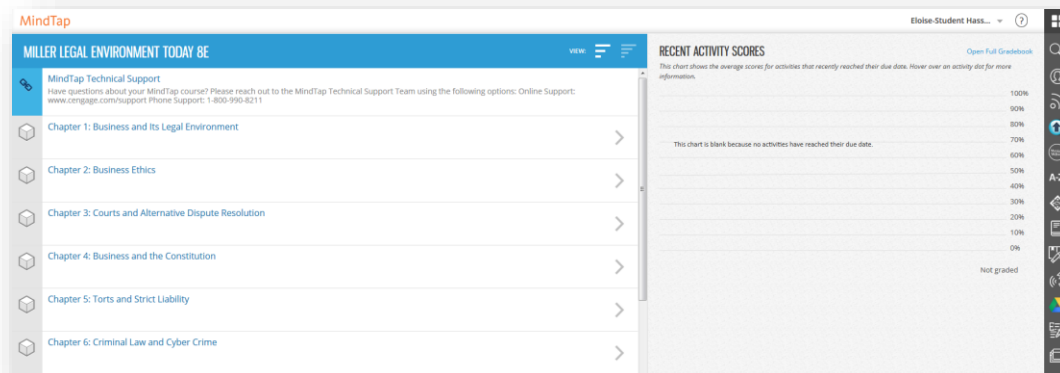 MindTap
Eloise-Student Hass...
?
MILLER LEGAL ENVIRONMENT TODAY 8E
VIEW:
MindTap Technical Support
Have questions about your MindTap course? Please reach out to the MindTap Technical Support Team using the following options: Online Support:
www.cengage.com/support Phone Support: 1-800-990-8211
Chapter 1: Business and Its Legal Environment
Chapter 2: Business Ethics
Chapter 3: Courts and Alternative Dispute Resolution
Chapter 4: Business and the Constitution
Chapter 5: Torts and Strict Liability
Chapter 6: Criminal Law and Cyber Crime
RECENT ACTIVITY SCORES
Open Full Gradebook
This chart shows the average scores for activities that recently reached their due date. Hover over an activity dot for more
information.
100%
90%
80%
This chart is blank because no activities have reached their due date.
70%
60%
50%
40%
30%
20%
10%
0%
Not graded
A-Z